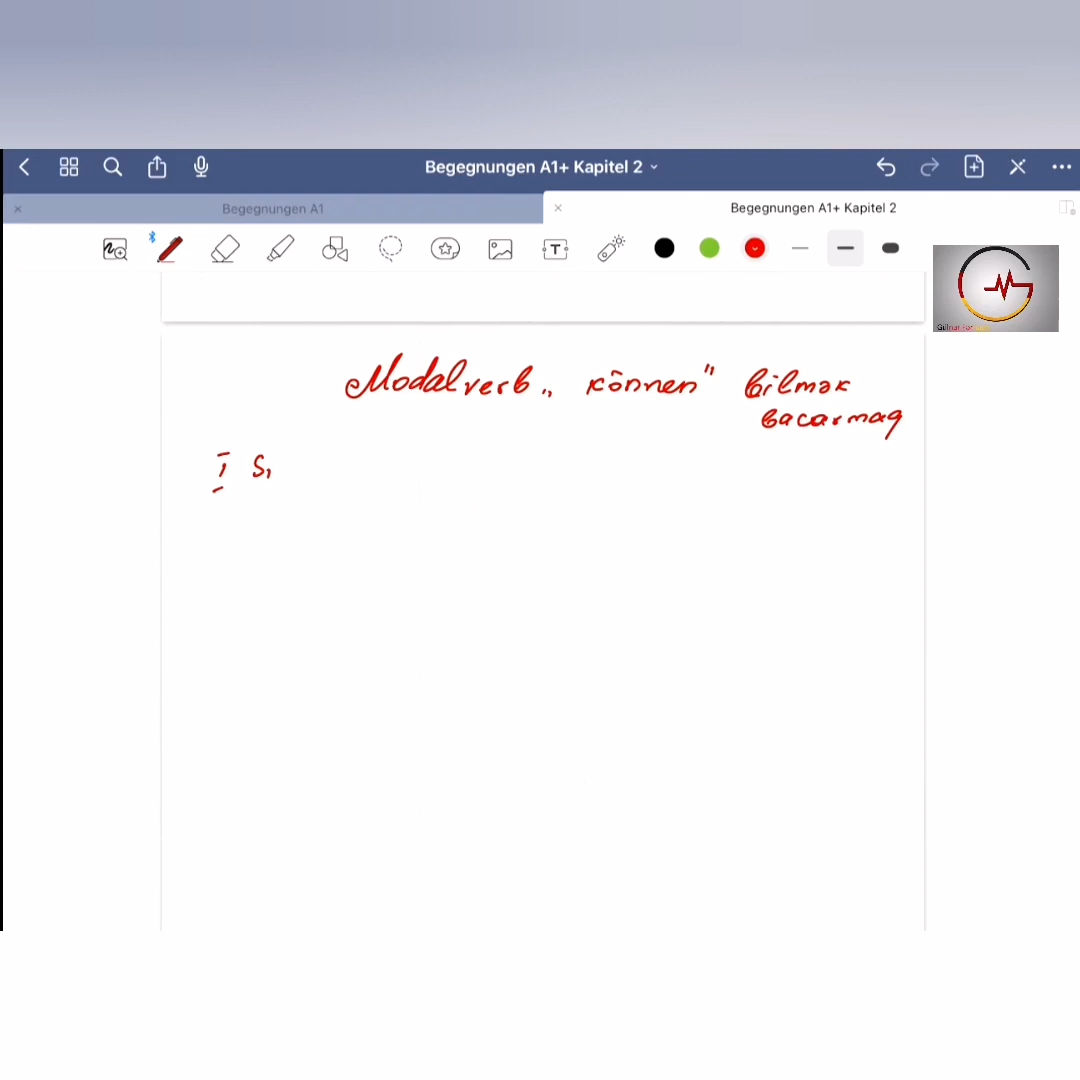 Begegnungen A1+ Kapitel 2
Begegnungen A1
Begegnungen A1+ Kapitel 2
T
Modalverb „ können" bilmək
bacarmaq
I S,